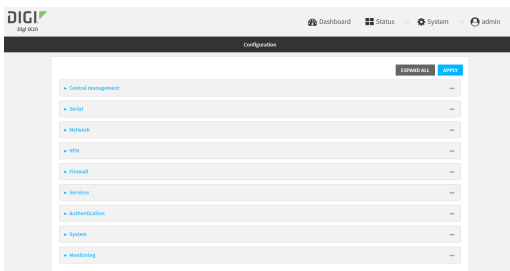 DIGI
Digi IX20
Dashboard Status System admin
Configuration
EXPAND ALL APPLY
Central management
Serial
Network
VPN
Firewall
Services
Authentication
System
Monitoring